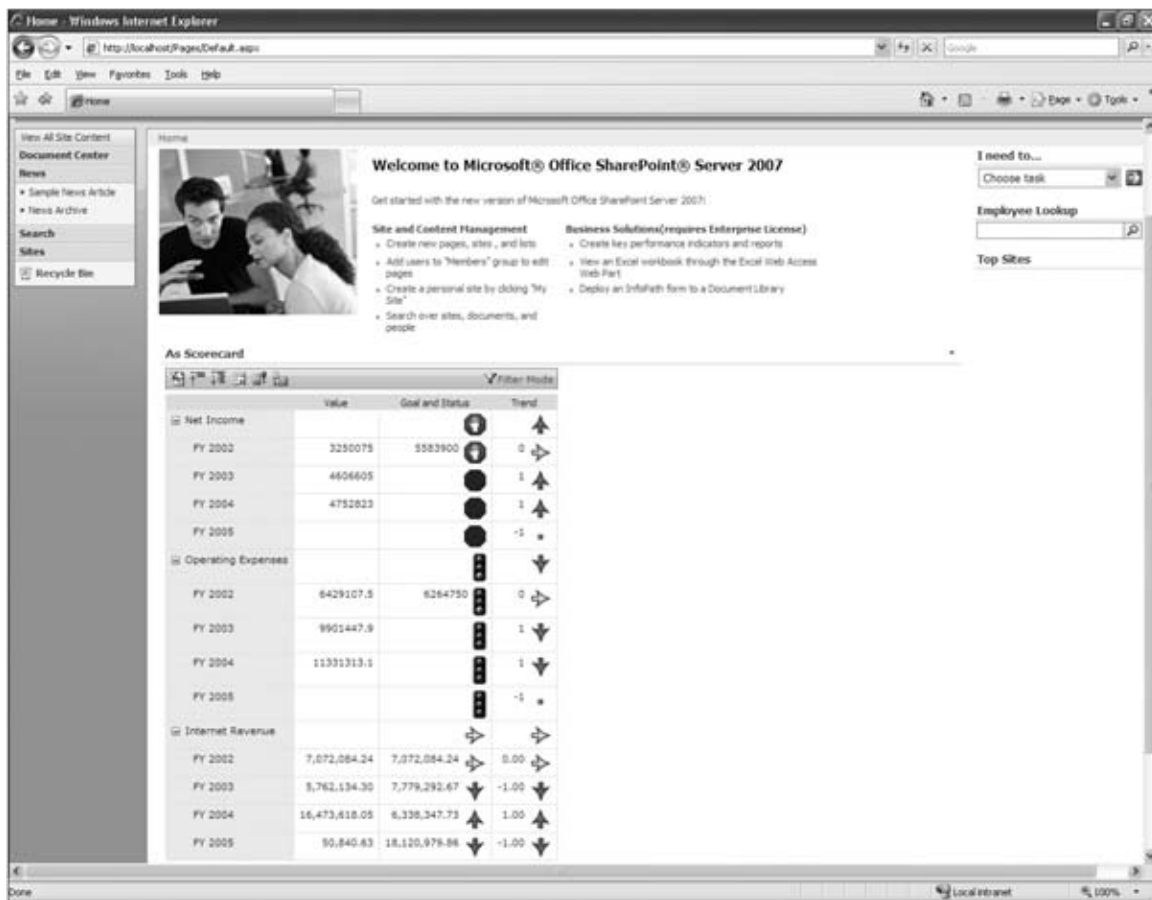 Home - Windows Internet Explorer
http://localhost/Pages/Default.aspx
Google
File Edit View Favorites Tools Help
Home
Page Tools
View All Site Content
Document Center
News
Sample News Article
News Archive
Search
Sites
Recycle Bin
Home
Welcome to Microsoft® Office SharePoint® Server 2007
Get started with the new version of Microsoft Office SharePoint Server 2007:
Site and Content Management
Create new pages, sites , and lists
Add users to "Members" group to edit
pages
Create a personal site by clicking "My
Site"
Search over sites, documents, and
people
Business Solutions(requires Enterprise License)
Create key performance indicators and reports
View an Excel workbook through the Excel Web Access
Web Part
Deploy an InfoPath form to a Document Library
I need to...
Choose task
Employee Lookup
Top Sites
As Scorecard
Filter Mode
Value Goal and Status Trend
Net Income
FY 2002 3250075 5583900 0
FY 2003 4606605 1
FY 2004 4752823 1
FY 2005 -1
Operating Expenses
FY 2002 6429107.5 6264750 0
FY 2003 9901447.9 1
FY 2004 11331313.1 1
FY 2005 -1
Internet Revenue
FY 2002 7,072,084.24 7,072,084.24 0.00
FY 2003 5,762,134.30 7,779,292.67 -1.00
FY 2004 16,473,618.05 6,338,347.73 1.00
FY 2005 50,840.63 18,120,979.86 -1.00
Done
Local intranet
100%